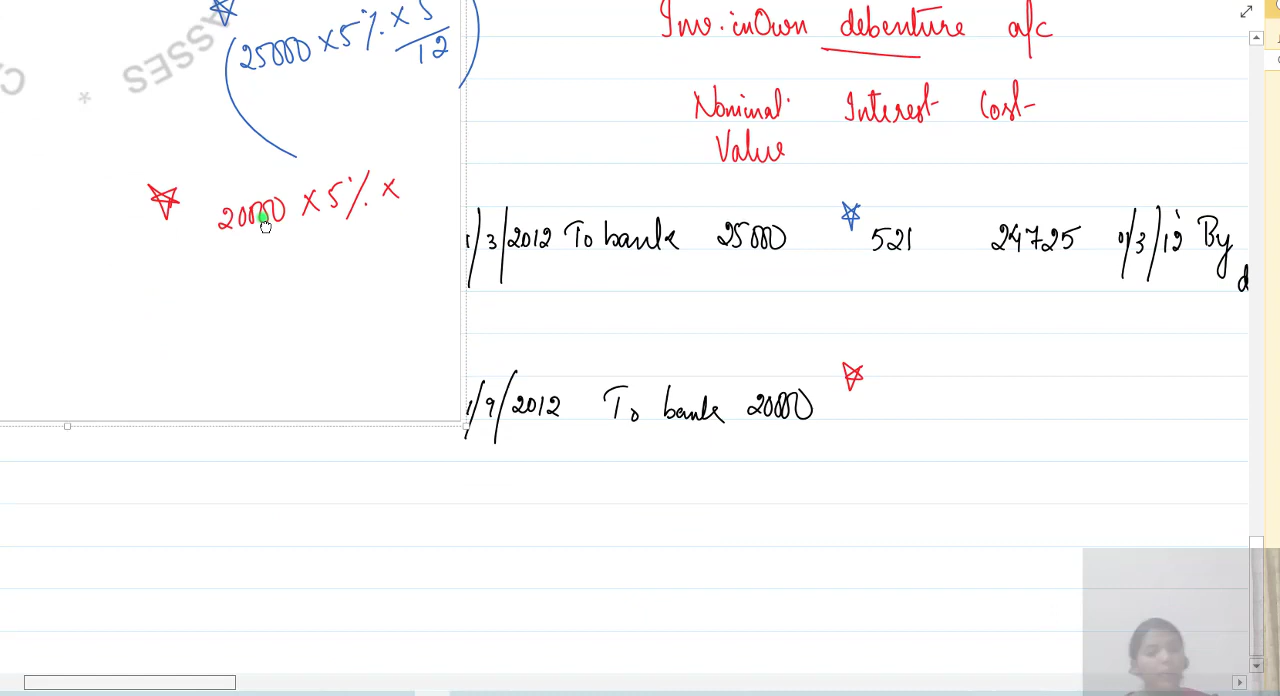 Inv. in Own debenture a/c
(25000 × 5% × 5/12)
ASSES
Nominal Interest Cost
Value
20000 × 5% ×
1/3/2012 To bank 25000 521 24725 /3/12 By
1/9/2012 To bank 20000